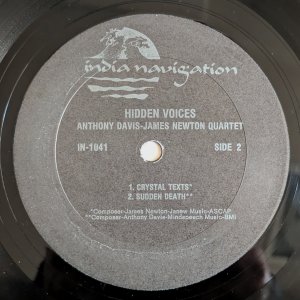 india navigation
HIDDEN VOICES
ANTHONY DAVIS-JAMES NEWTON QUARTET
IN-1041 SIDE 2
1. CRYSTAL TEXTS*
2. SUDDEN DEATH**
*Composer-James Newton-Janew Music-ASCAP
**Composer-Anthony Davis-Mindspeech Music-BMI